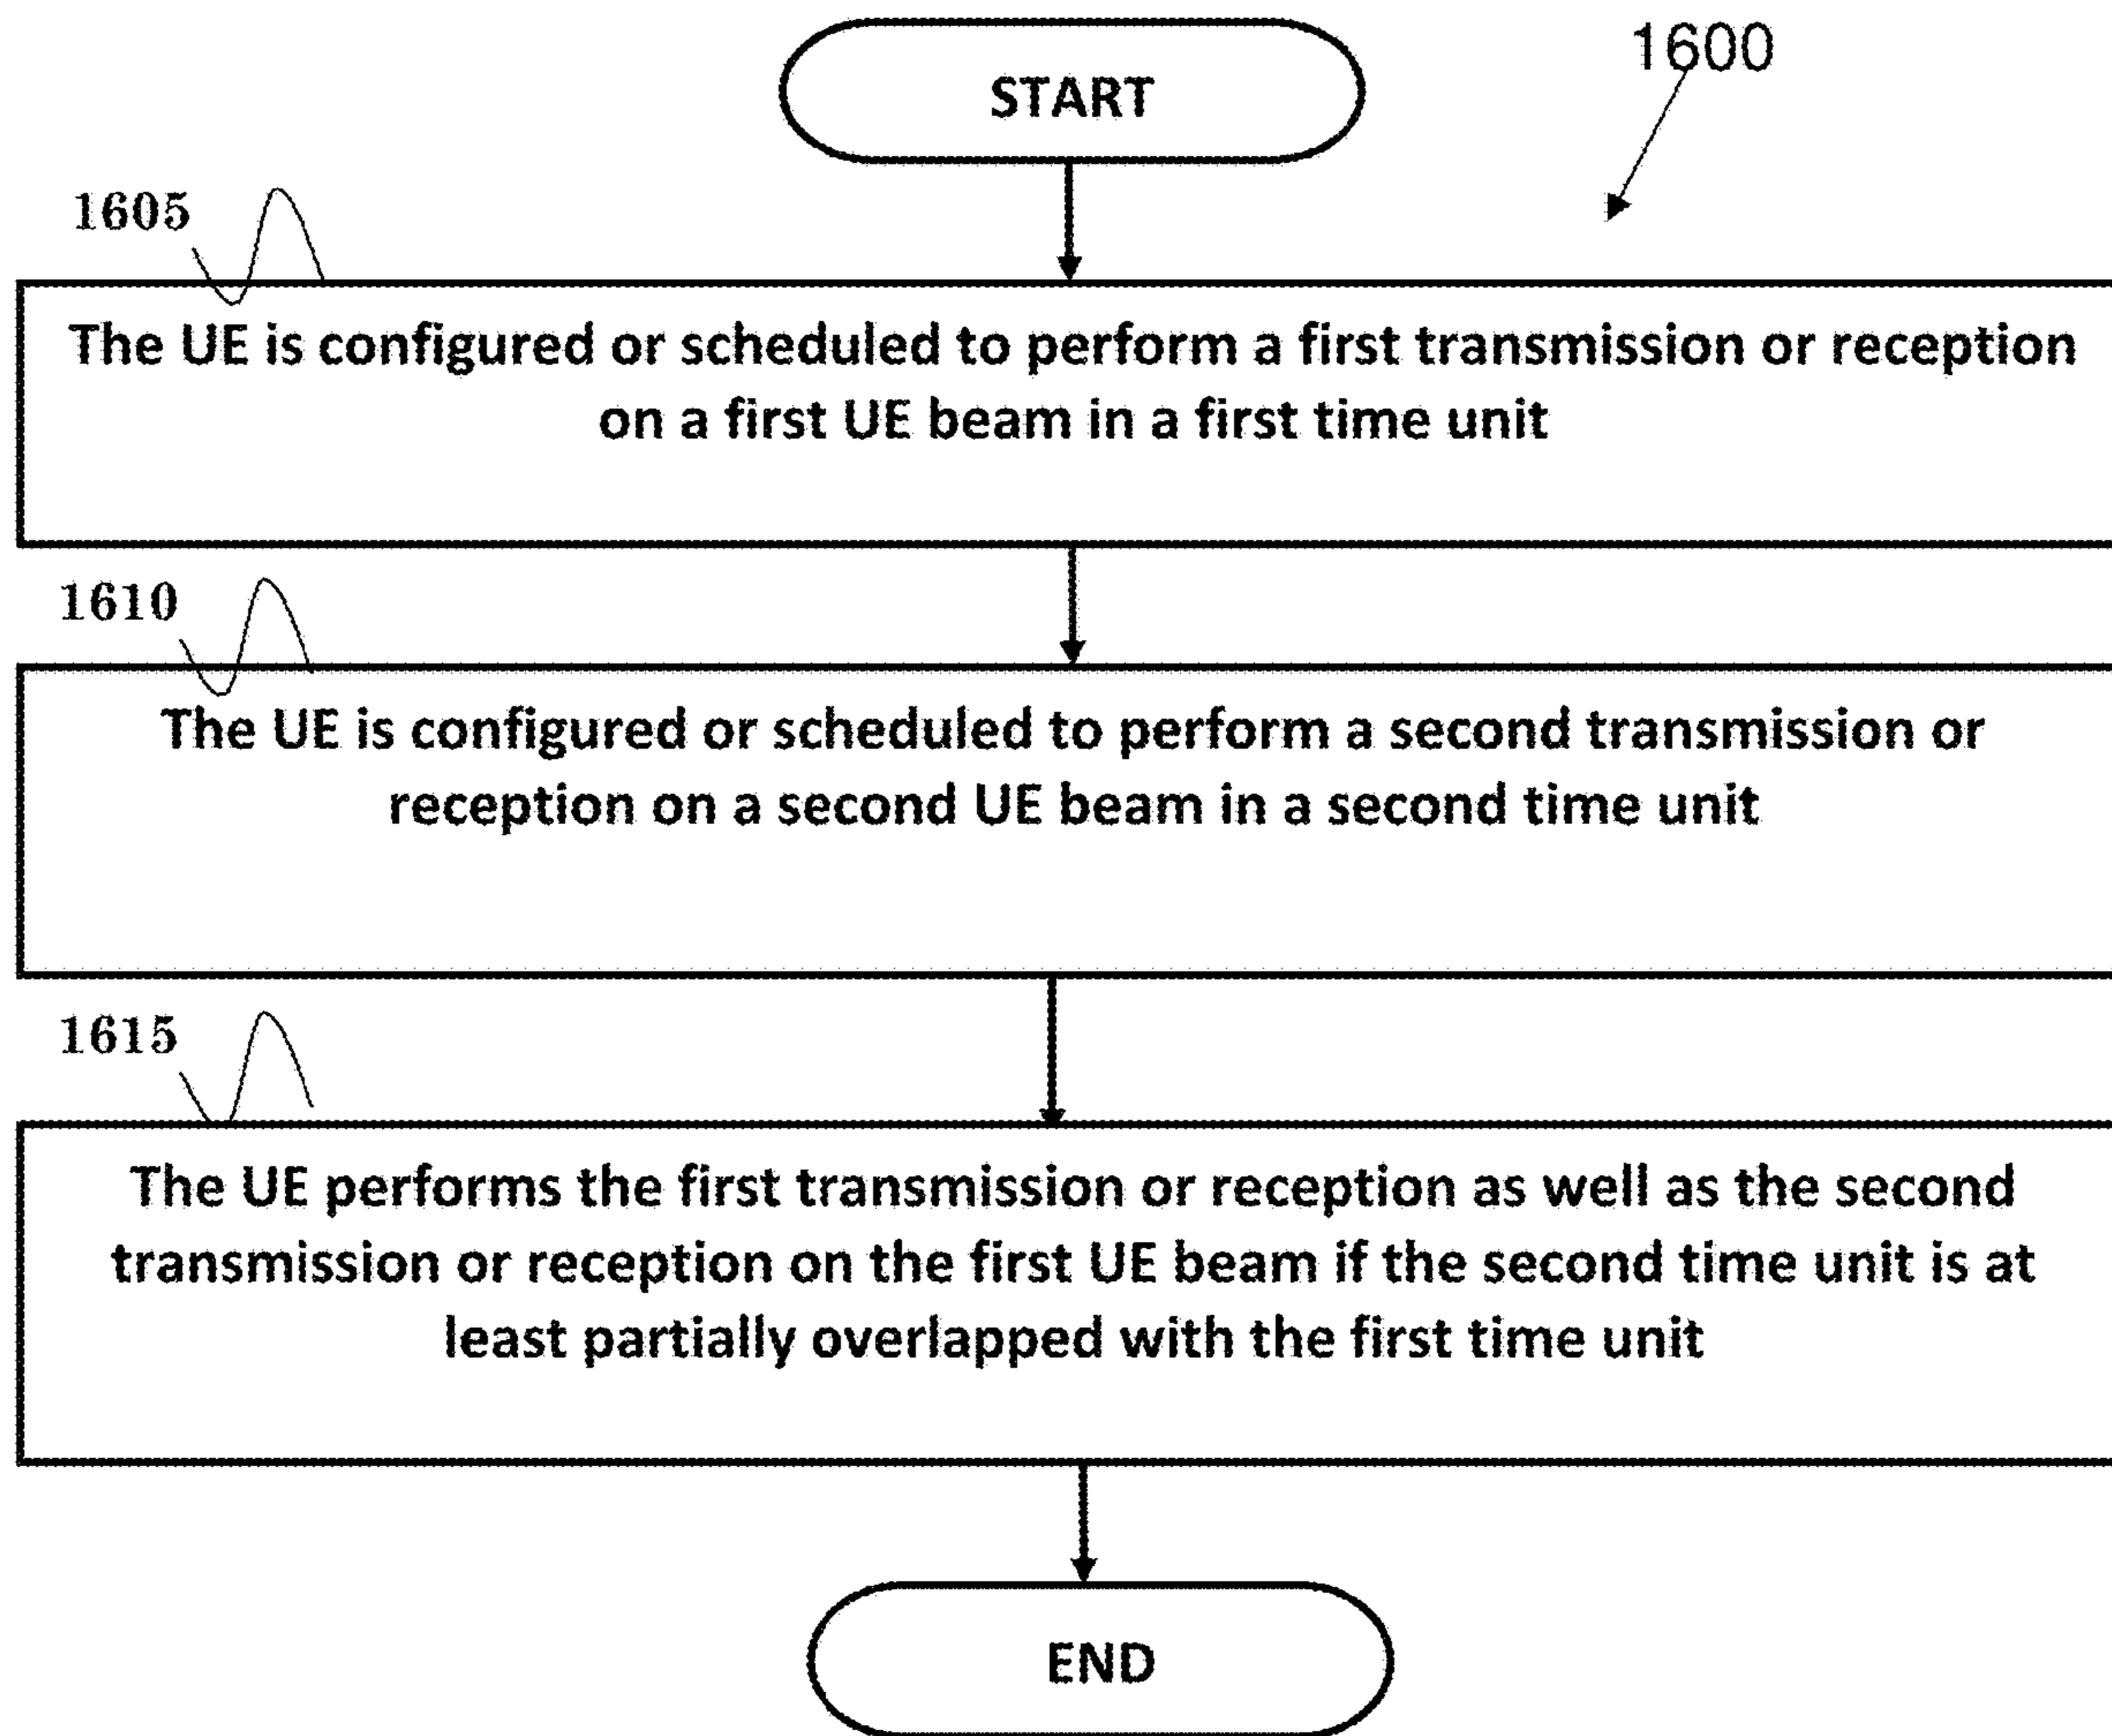 START
1600
1605
The UE is configured or scheduled to perform a first transmission or reception
on a first UE beam in a first time unit
1610
The UE is configured or scheduled to perform a second transmission or
reception on a second UE beam in a second time unit
1615
The UE performs the first transmission or reception as well as the second
transmission or reception on the first UE beam if the second time unit is at
least partially overlapped with the first time unit
END